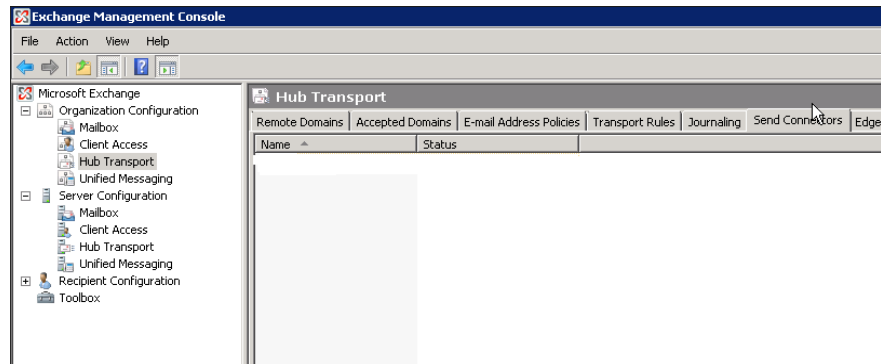 Exchange Management Console
File Action View Help
Microsoft Exchange
Organization Configuration
Mailbox
Client Access
Hub Transport
Unified Messaging
Server Configuration
Mailbox
Client Access
Hub Transport
Unified Messaging
Recipient Configuration
Toolbox
Hub Transport
Remote Domains Accepted Domains E-mail Address Policies Transport Rules Journaling Send Connectors Edge
Name Status